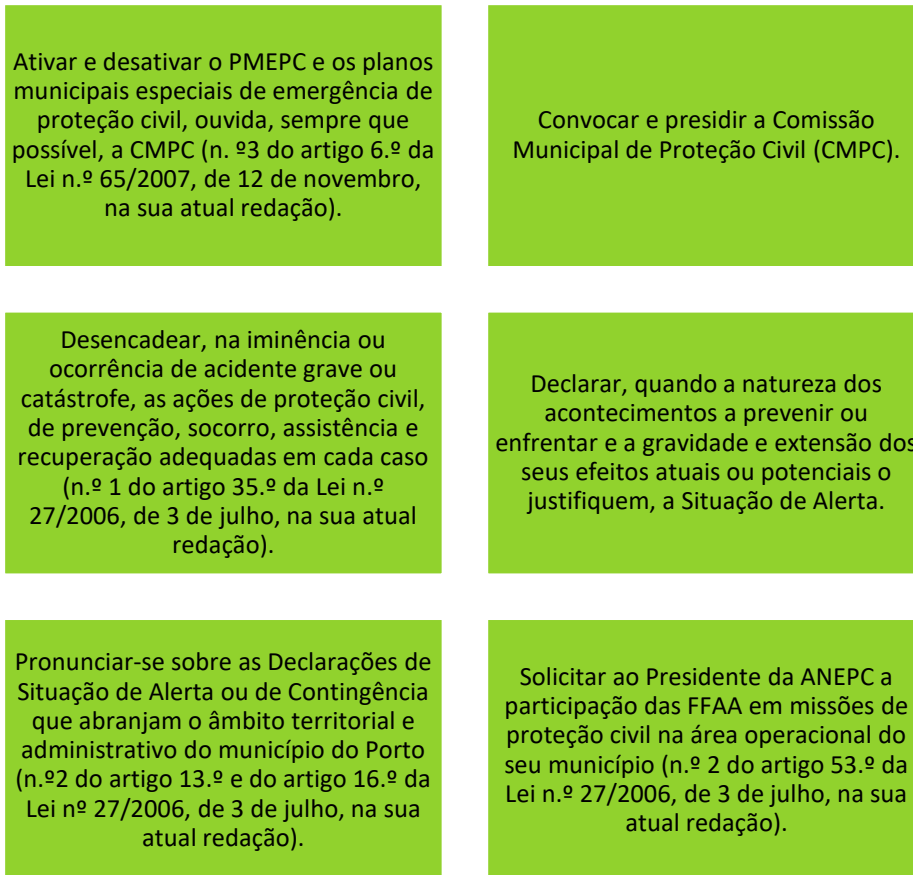 Ativar e desativar o PMEPC e os planos
municipais especiais de emergência de
proteção civil, ouvida, sempre que
possível, a CMPC (n. º3 do artigo 6.º da
Lei n.º 65/2007, de 12 de novembro,
na sua atual redação).
Convocar e presidir a Comissão
Municipal de Proteção Civil (CMPC).
Desencadear, na iminência ou
ocorrência de acidente grave ou
catástrofe, as ações de proteção civil,
de prevenção, socorro, assistência e
recuperação adequadas em cada caso
(n.º 1 do artigo 35.º da Lei n.º
27/2006, de 3 de julho, na sua atual
redação).
Declarar, quando a natureza dos
acontecimentos a prevenir ou
enfrentar e a gravidade e extensão dos
seus efeitos atuais ou potenciais o
justifiquem, a Situação de Alerta.
Pronunciar-se sobre as Declarações de
Situação de Alerta ou de Contingência
que abranjam o âmbito territorial e
administrativo do município do Porto
(n.º2 do artigo 13.º e do artigo 16.º da
Lei nº 27/2006, de 3 de julho, na sua
atual redação).
Solicitar ao Presidente da ANEPC a
participação das FFAA em missões de
proteção civil na área operacional do
seu município (n.º 2 do artigo 53.º da
Lei n.º 27/2006, de 3 de julho, na sua
atual redação).